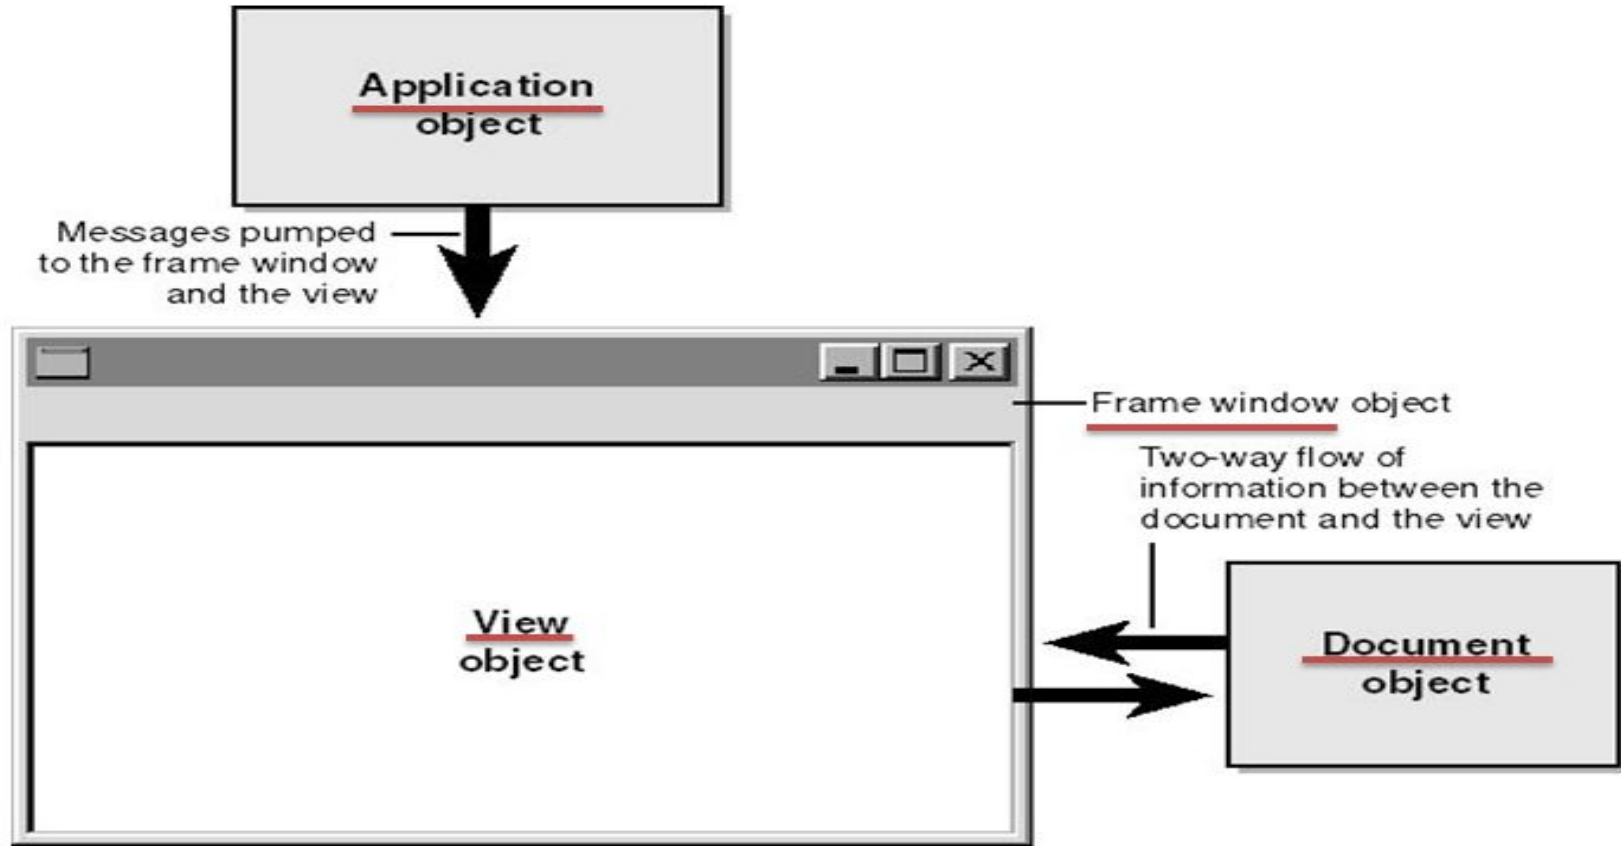 Application
object
Messages pumped
to the frame window
and the view
Frame window object
Two-way flow of
information between the
document and the view
View
object
Document
object